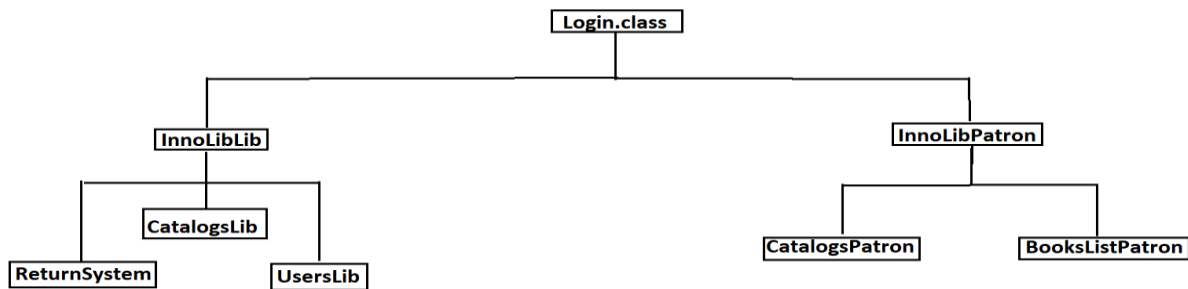 Login.class
InnoLibLib
InnoLibPatron
CatalogsLib
ReturnSystem
UsersLib
CatalogsPatron
BooksListPatron